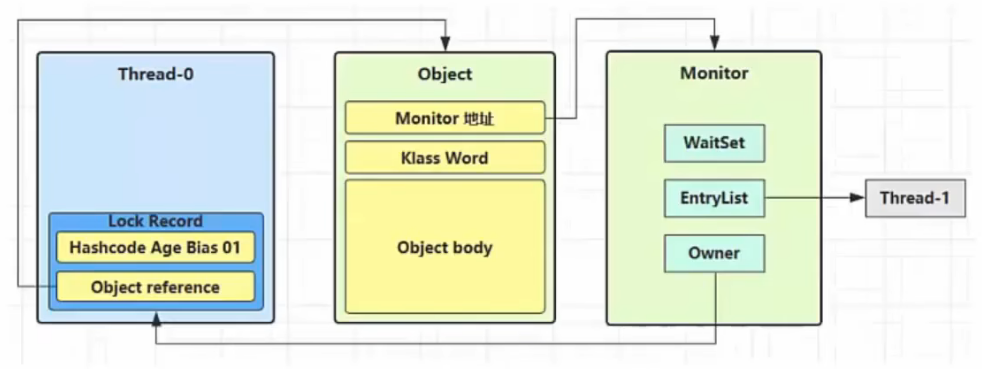 Thread-0
Lock Record
Hashcode Age Bias 01
Object reference
Object
Monitor 地址
Klass Word
Object body
Monitor
WaitSet
EntryList
Owner
Thread-1